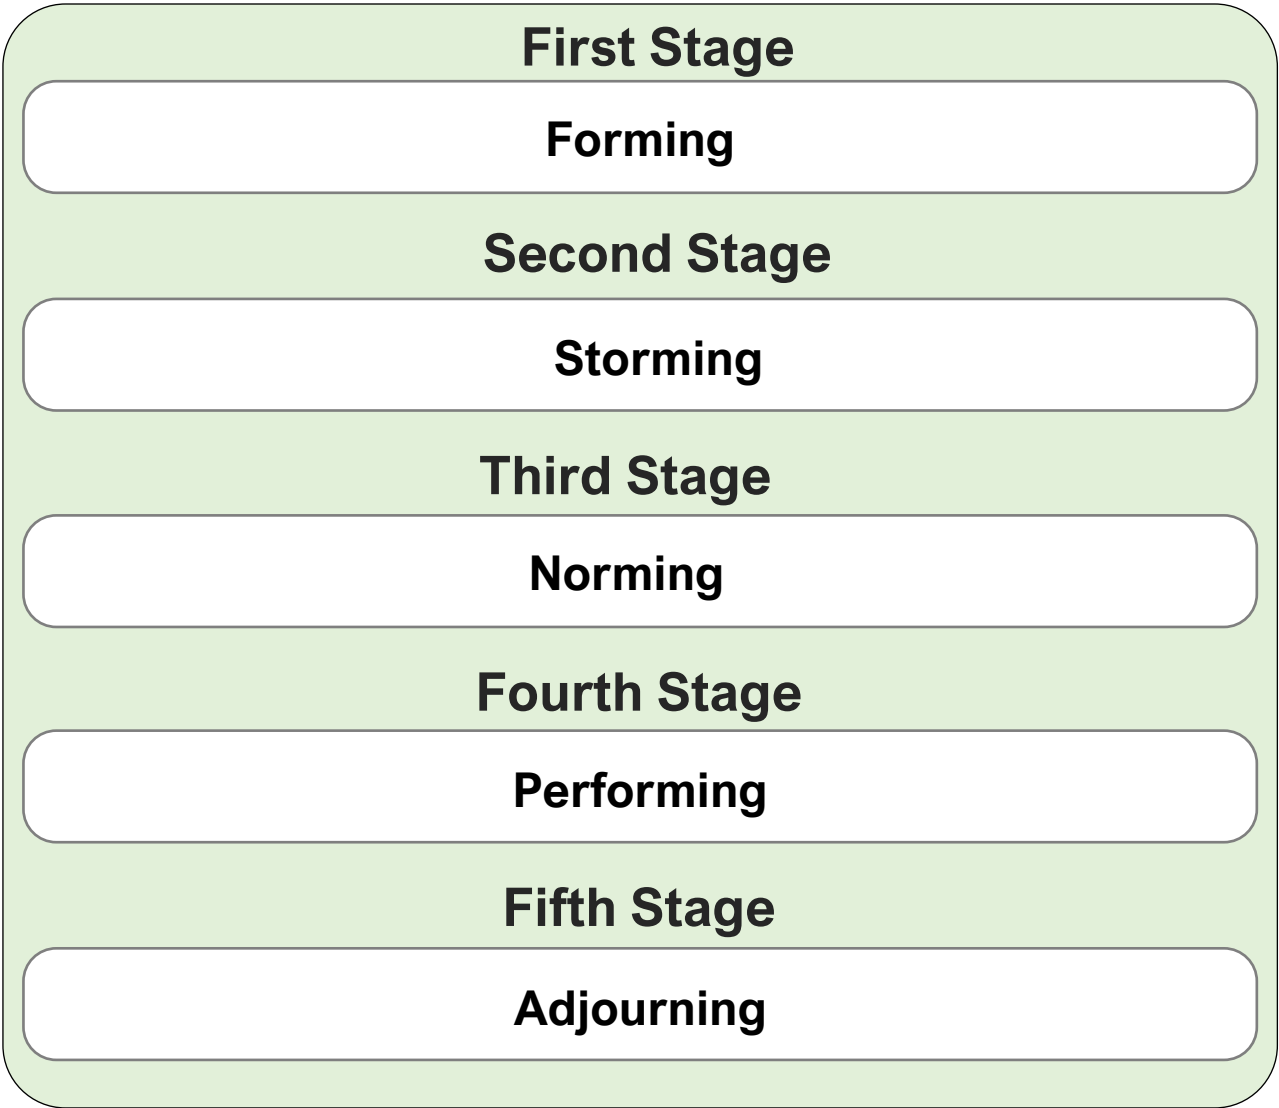 First Stage
Forming
Second Stage
Storming
Third Stage
Norming
Fourth Stage
Performing
Fifth Stage
Adjourning